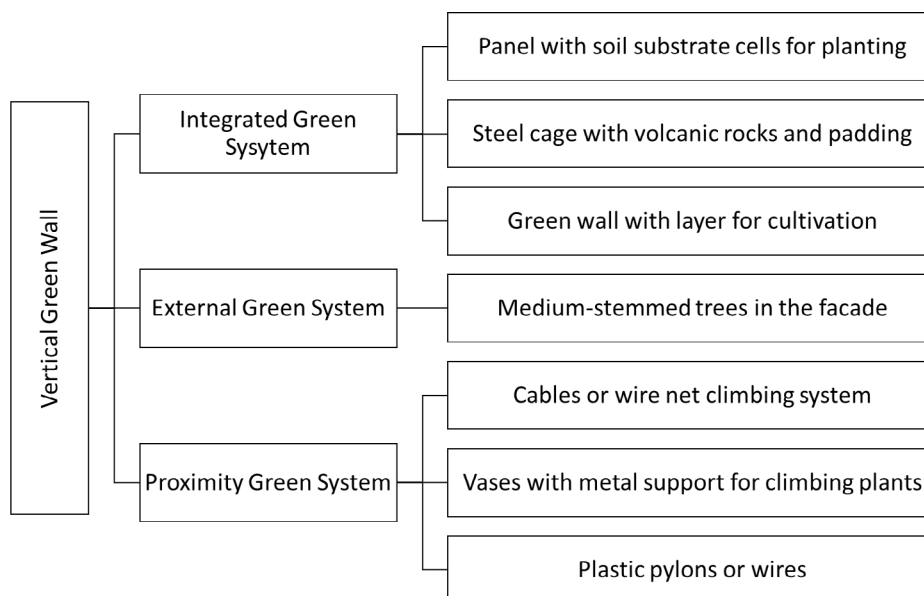 Vertical Green Wall
Integrated Green
Sysytem
Panel with soil substrate cells for planting
Steel cage with volcanic rocks and padding
Green wall with layer for cultivation
External Green System
Medium-stemmed trees in the facade
Proximity Green System
Cables or wire net climbing system
Vases with metal support for climbing plants
Plastic pylons or wires